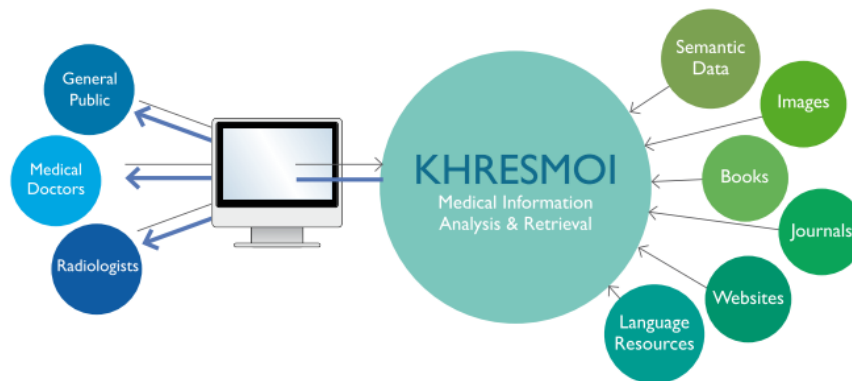 General
Public
Medical
Doctors
Radiologists
KHRESMOI
Medical Information
Analysis & Retrieval
Semantic
Data
Images
Books
Journals
Websites
Language
Resources